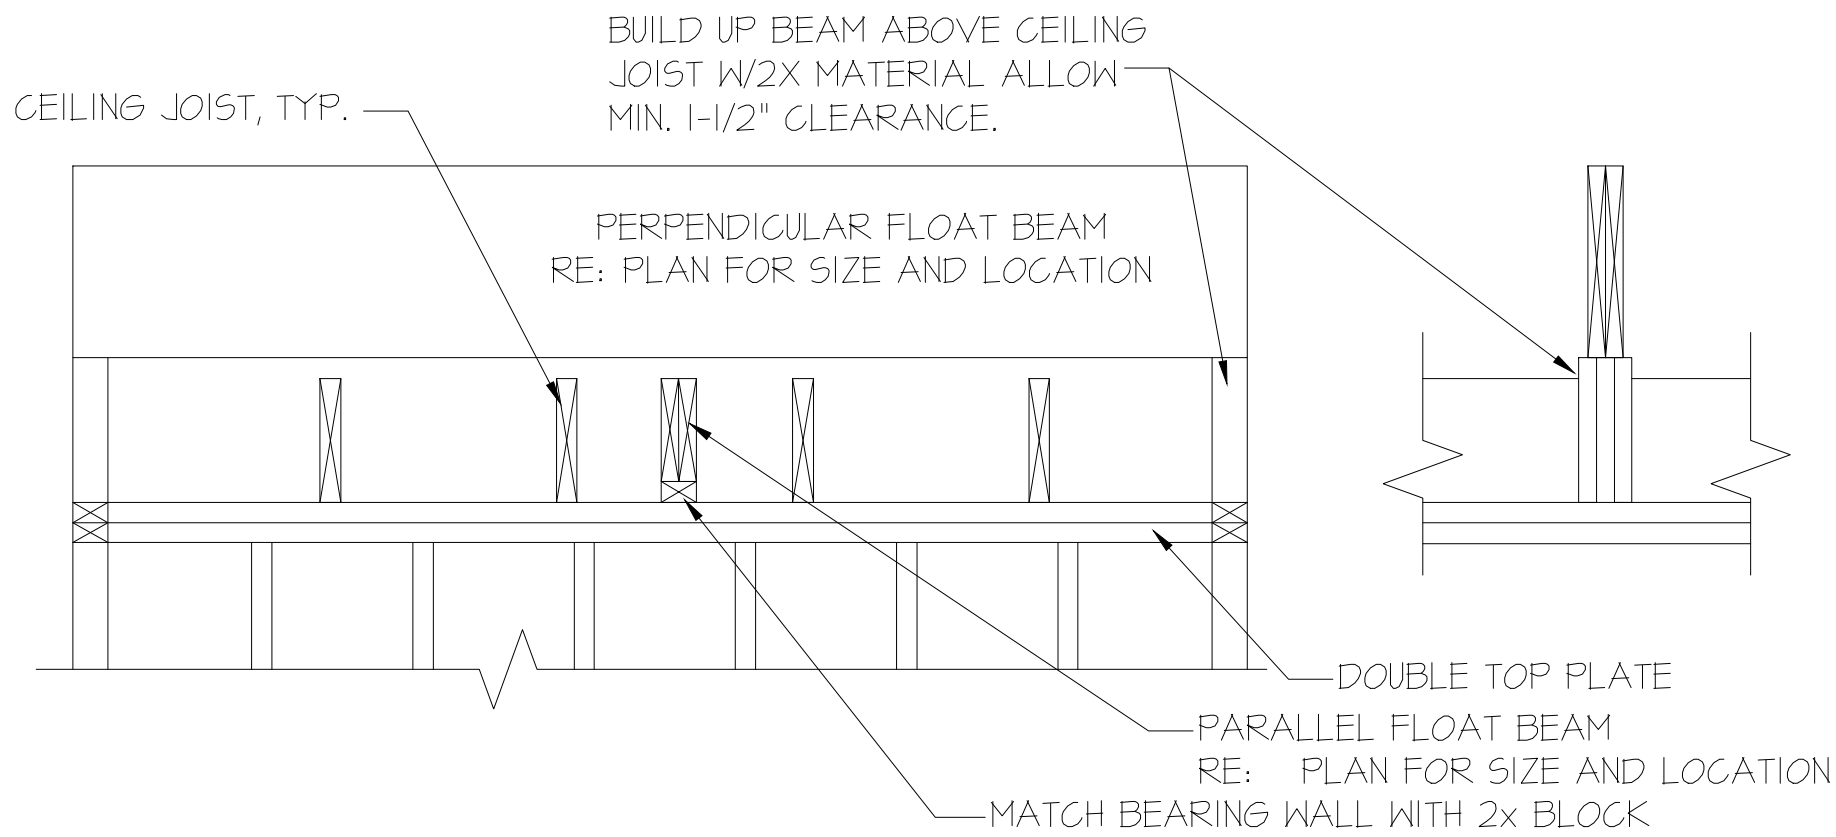 BUILD UP BEAM ABOVE CEILING
JOIST W/2X MATERIAL ALLOW
MIN. 1-1/2" CLEARANCE.
CEILING JOIST, TYP.
PERPENDICULAR FLOAT BEAM
RE: PLAN FOR SIZE AND LOCATION
DOUBLE TOP PLATE
PARALLEL FLOAT BEAM
RE: PLAN FOR SIZE AND LOCATION
MATCH BEARING WALL WITH 2x BLOCK